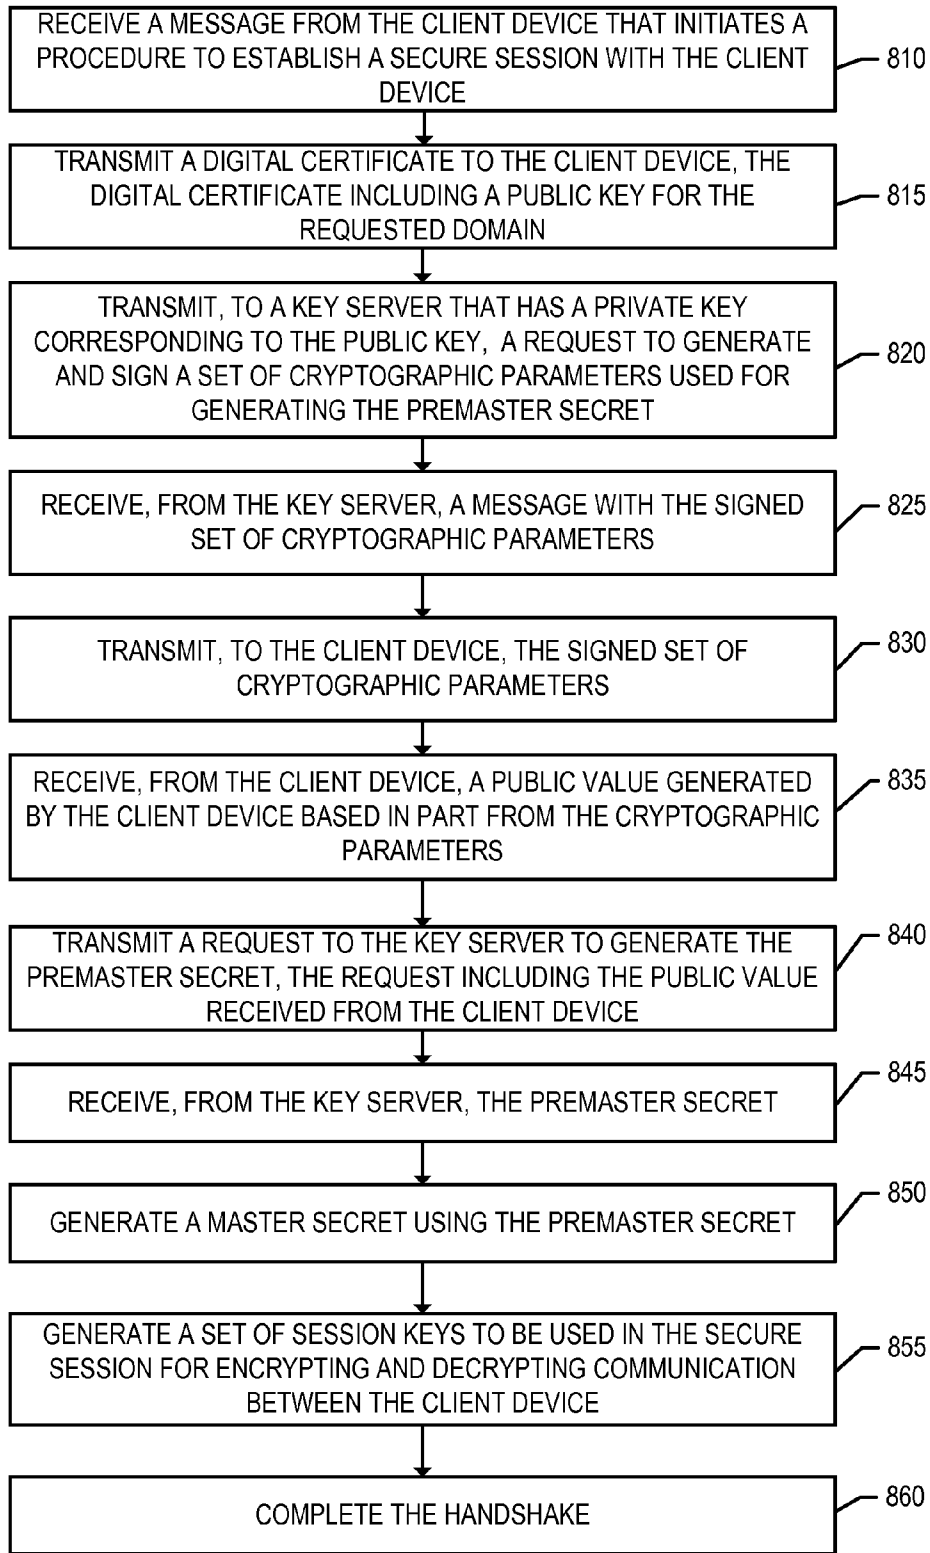 RECEIVE A MESSAGE FROM THE CLIENT DEVICE THAT INITIATES A
PROCEDURE TO ESTABLISH A SECURE SESSION WITH THE CLIENT
DEVICE
810
TRANSMIT A DIGITAL CERTIFICATE TO THE CLIENT DEVICE, THE
DIGITAL CERTIFICATE INCLUDING A PUBLIC KEY FOR THE
REQUESTED DOMAIN
815
TRANSMIT, TO A KEY SERVER THAT HAS A PRIVATE KEY
CORRESPONDING TO THE PUBLIC KEY, A REQUEST TO GENERATE
AND SIGN A SET OF CRYPTOGRAPHIC PARAMETERS USED FOR
GENERATING THE PREMASTER SECRET
820
RECEIVE, FROM THE KEY SERVER, A MESSAGE WITH THE SIGNED
SET OF CRYPTOGRAPHIC PARAMETERS
825
TRANSMIT, TO THE CLIENT DEVICE, THE SIGNED SET OF
CRYPTOGRAPHIC PARAMETERS
830
RECEIVE, FROM THE CLIENT DEVICE, A PUBLIC VALUE GENERATED
BY THE CLIENT DEVICE BASED IN PART FROM THE CRYPTOGRAPHIC
PARAMETERS
835
TRANSMIT A REQUEST TO THE KEY SERVER TO GENERATE THE
PREMASTER SECRET, THE REQUEST INCLUDING THE PUBLIC VALUE
RECEIVED FROM THE CLIENT DEVICE
840
RECEIVE, FROM THE KEY SERVER, THE PREMASTER SECRET
845
GENERATE A MASTER SECRET USING THE PREMASTER SECRET
850
GENERATE A SET OF SESSION KEYS TO BE USED IN THE SECURE
SESSION FOR ENCRYPTING AND DECRYPTING COMMUNICATION
BETWEEN THE CLIENT DEVICE
855
COMPLETE THE HANDSHAKE
860